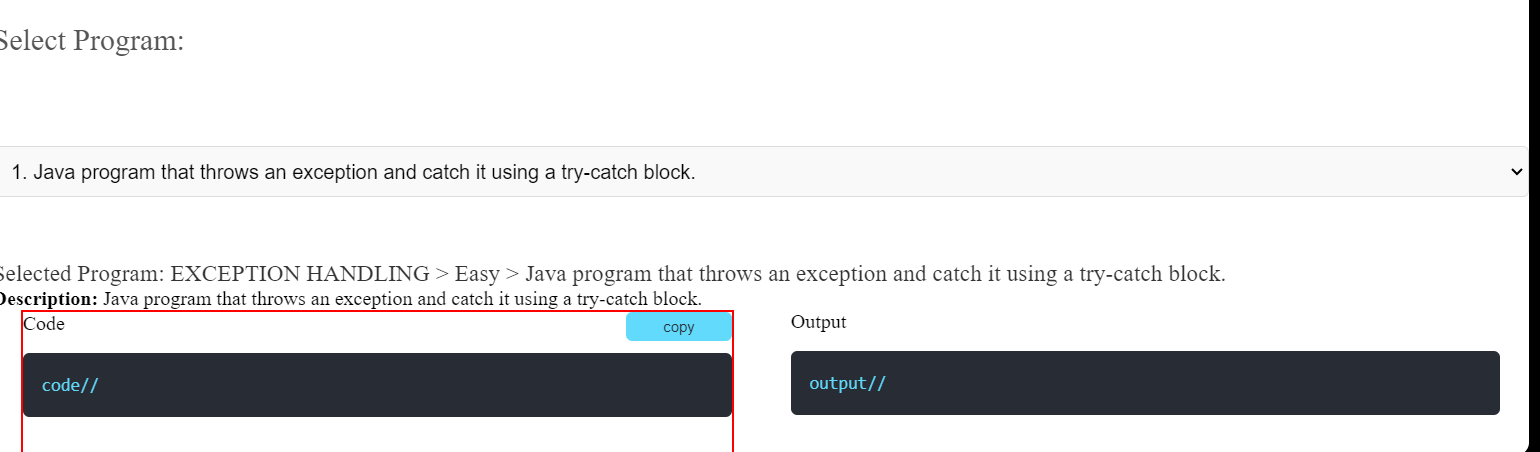 Select Program:
1. Java program that throws an exception and catch it using a try-catch block.
Selected Program: EXCEPTION HANDLING > Easy > Java program that throws an exception and catch it using a try-catch block.
Description: Java program that throws an exception and catch it using a try-catch block.
Code
copy
code//
Output
output//